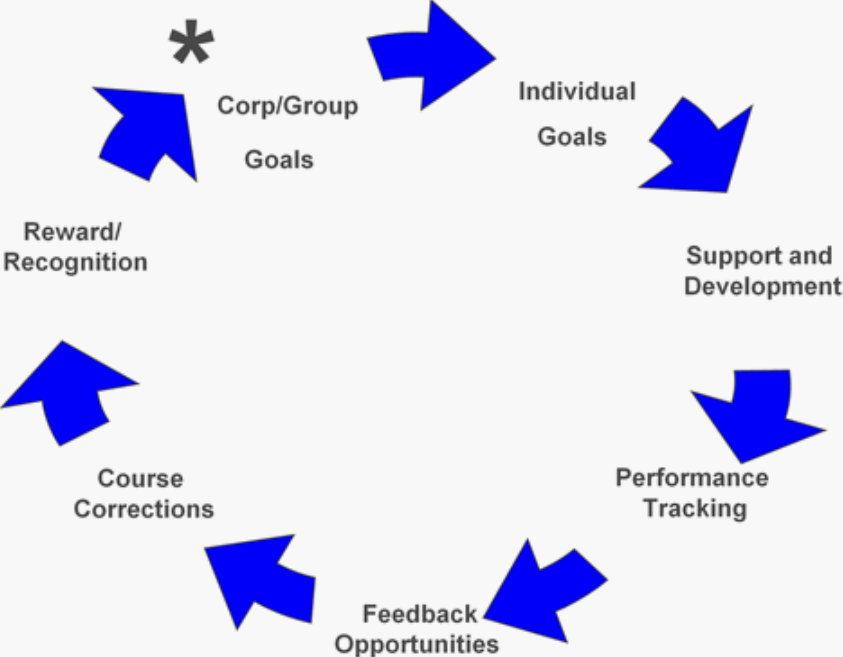 *
Corp/Group
Goals
Individual
Goals
Support and
Development
Performance
Tracking
Feedback
Opportunities
Course
Corrections
Reward/
Recognition